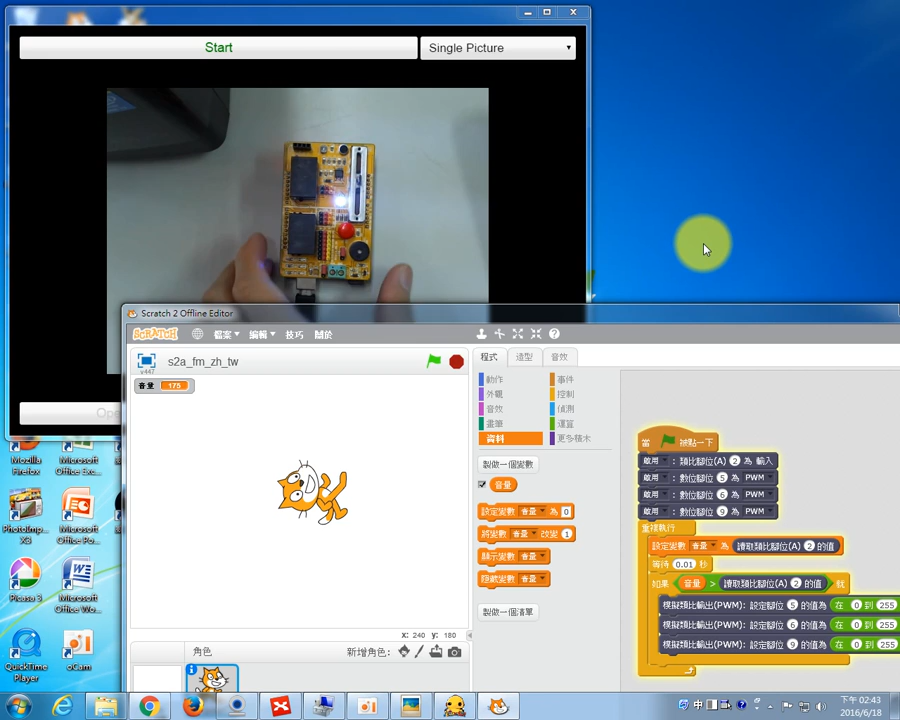 Start
Single Picture
Scratch 2 Offline Editor
SCRATCH
檔案
編輯
技巧
關於
v447
s2a_fm_zh_tw
程式
造型
音效
音量 175
動作
事件
外觀
控制
音效
偵測
畫筆
運算
資料
更多積木
製做一個變數
音量
設定變數 音量 為 0
將變數 音量 改變 1
顯示變數 音量
隱藏變數 音量
製做一個清單
當 被點一下
啟用 : 類比腳位(A) 2 為 輸入
啟用 : 數位腳位 5 為 PWM
啟用 : 數位腳位 6 為 PWM
啟用 : 數位腳位 9 為 PWM
重複執行
設定變數 音量 為 讀取類比腳位(A) 2 的值
等待 0.01 秒
如果 音量 > 讀取類比腳位(A) 2 的值 就
模擬類比輸出(PWM): 設定腳位 5 的值為 在 0 到 255
模擬類比輸出(PWM): 設定腳位 6 的值為 在 0 到 255
模擬類比輸出(PWM): 設定腳位 9 的值為 在 0 到 255
x: 240 y: 180
角色
新增角色:
Mozilla Firefox
Microsoft Office Exc...
PhotoImp... X3
Microsoft Office Po...
Picasa 3
Microsoft Office Wo...
QuickTime Player
oCam
中
下午 02:43
2016/6/18